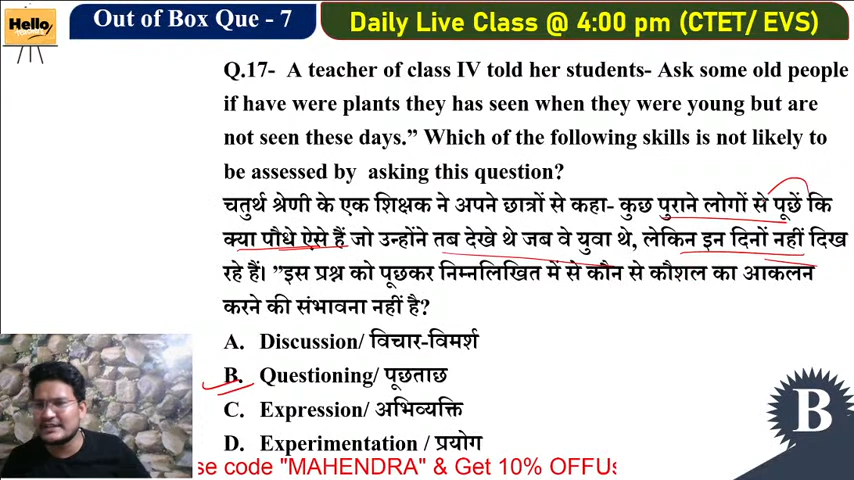 Hello
Out of Box Que - 7
Daily Live Class @ 4:00 pm (CTET/ EVS)
Q.17- A teacher of class IV told her students- Ask some old people
if have were plants they has seen when they were young but are
not seen these days.” Which of the following skills is not likely to
be assessed by asking this question?
चतुर्थ श्रेणी के एक शिक्षक ने अपने छात्रों से कहा- कुछ पुराने लोगों से पूछें कि
क्या पौधे ऐसे हैं जो उन्होंने तब देखे थे जब वे युवा थे, लेकिन इन दिनों नहीं दिख
रहे हैं। ”इस प्रश्न को पूछकर निम्नलिखित में से कौन से कौशल का आकलन
करने की संभावना नहीं है?
A. Discussion/ विचार-विमर्श
B. Questioning/ पूछताछ
C. Expression/ अभिव्यक्ति
D. Experimentation / प्रयोग
B
se code "MAHENDRA" & Get 10% OFFUs